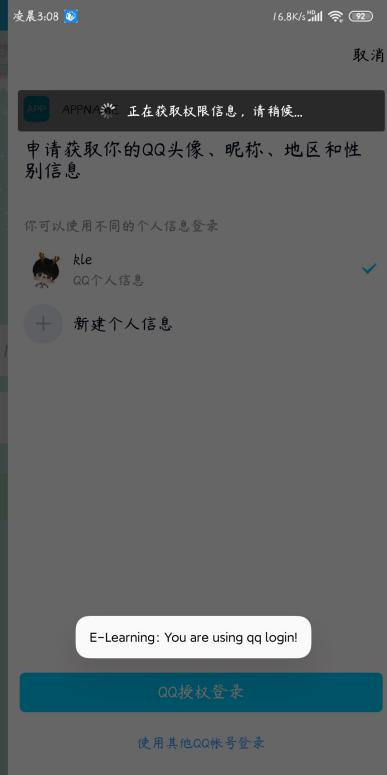 凌晨3:08 16.8K/s HD 92
取消
APP APPNAME
正在获取权限信息，请稍候...
申请获取你的QQ头像、昵称、地区和性
别信息
你可以使用不同的个人信息登录
kle
QQ个人信息
新建个人信息
E-Learning: You are using qq login!
QQ授权登录
使用其他QQ帐号登录